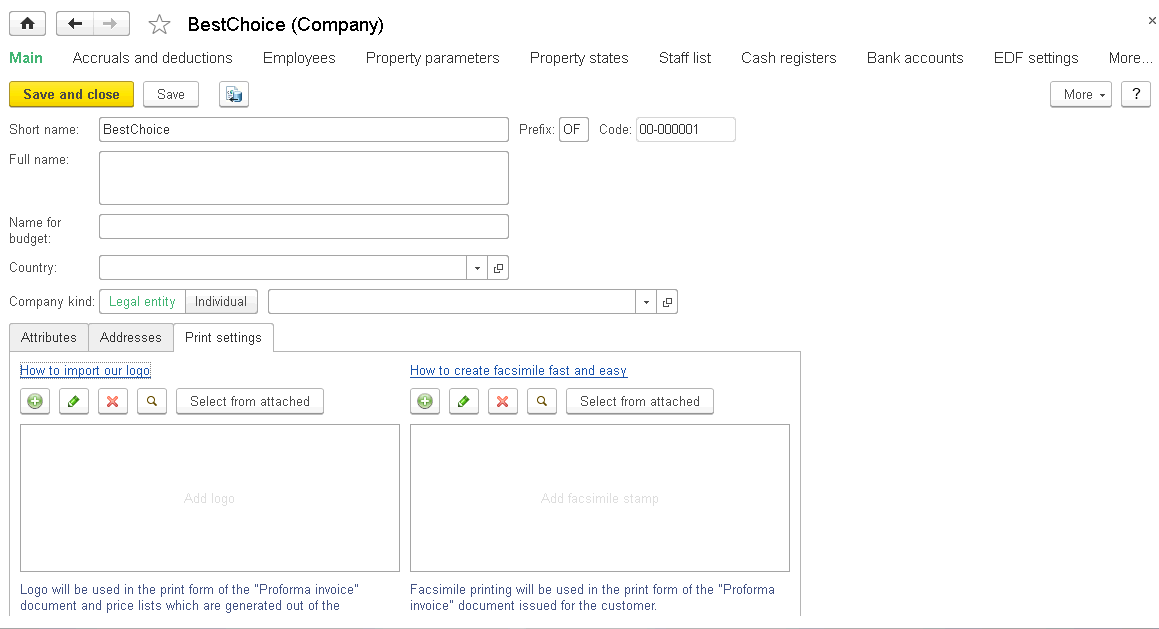 BestChoice (Company)
Main Accruals and deductions Employees Property parameters Property states Staff list Cash registers Bank accounts EDF settings More...
Save and close Save More ?
Short name: BestChoice Prefix: OF Code: 00-000001
Full name:
Name for
budget:
Country:
Company kind: Legal entity Individual
Attributes Addresses Print settings
How to import our logo How to create facsimile fast and easy
Select from attached Select from attached
Add logo Add facsimile stamp
Logo will be used in the print form of the "Proforma invoice" Facsimile printing will be used in the print form of the "Proforma
document and price lists which are generated out of the invoice" document issued for the customer.